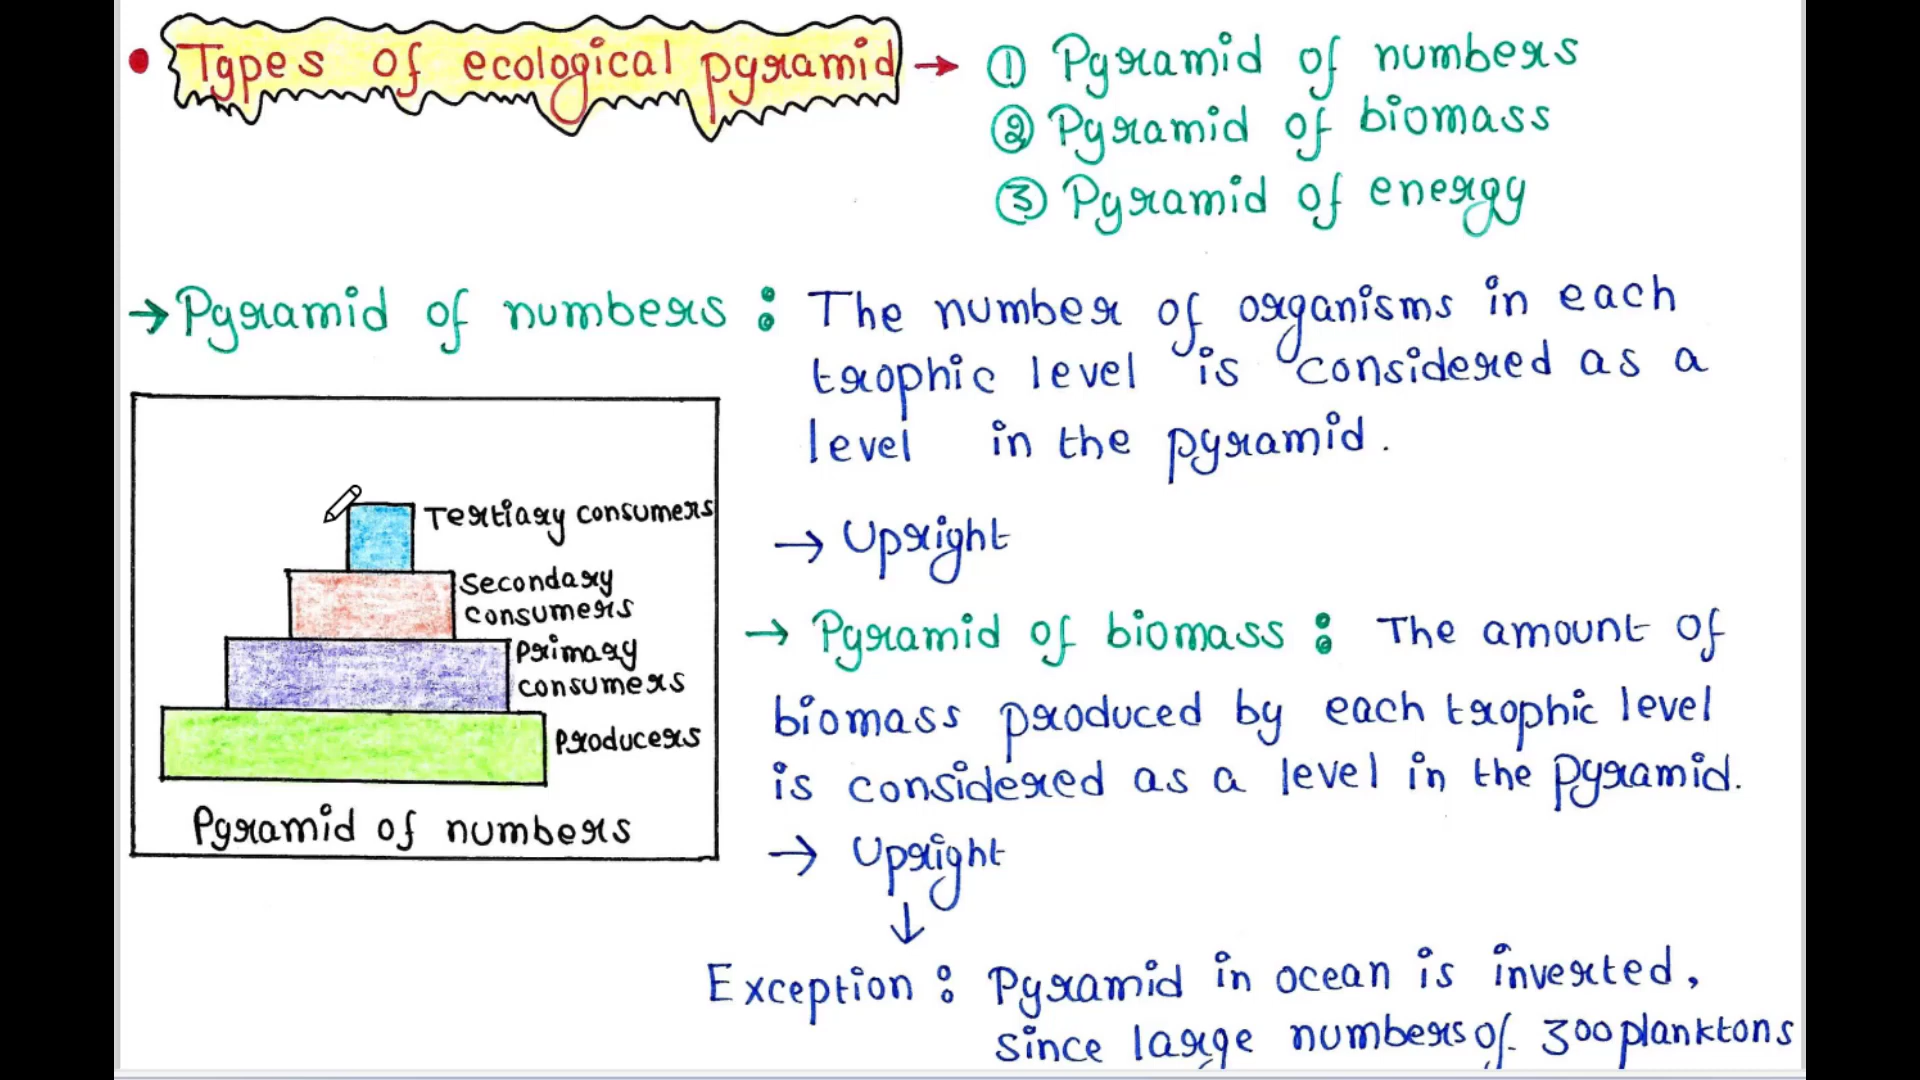 • Types of ecological pyramid → ① Pyramid of numbers
② Pyramid of biomass
③ Pyramid of energy
→ Pyramid of numbers : The number of organisms in each
trophic level is considered as a
level in the pyramid.
→ Upright
Tertiary consumers
Secondary
consumers
Primary
consumers
Producers
Pyramid of numbers
→ Pyramid of biomass : The amount of
biomass produced by each trophic level
is considered as a level in the pyramid.
→ Upright
↓
Exception : Pyramid in ocean is inverted,
since large numbers of zooplanktons